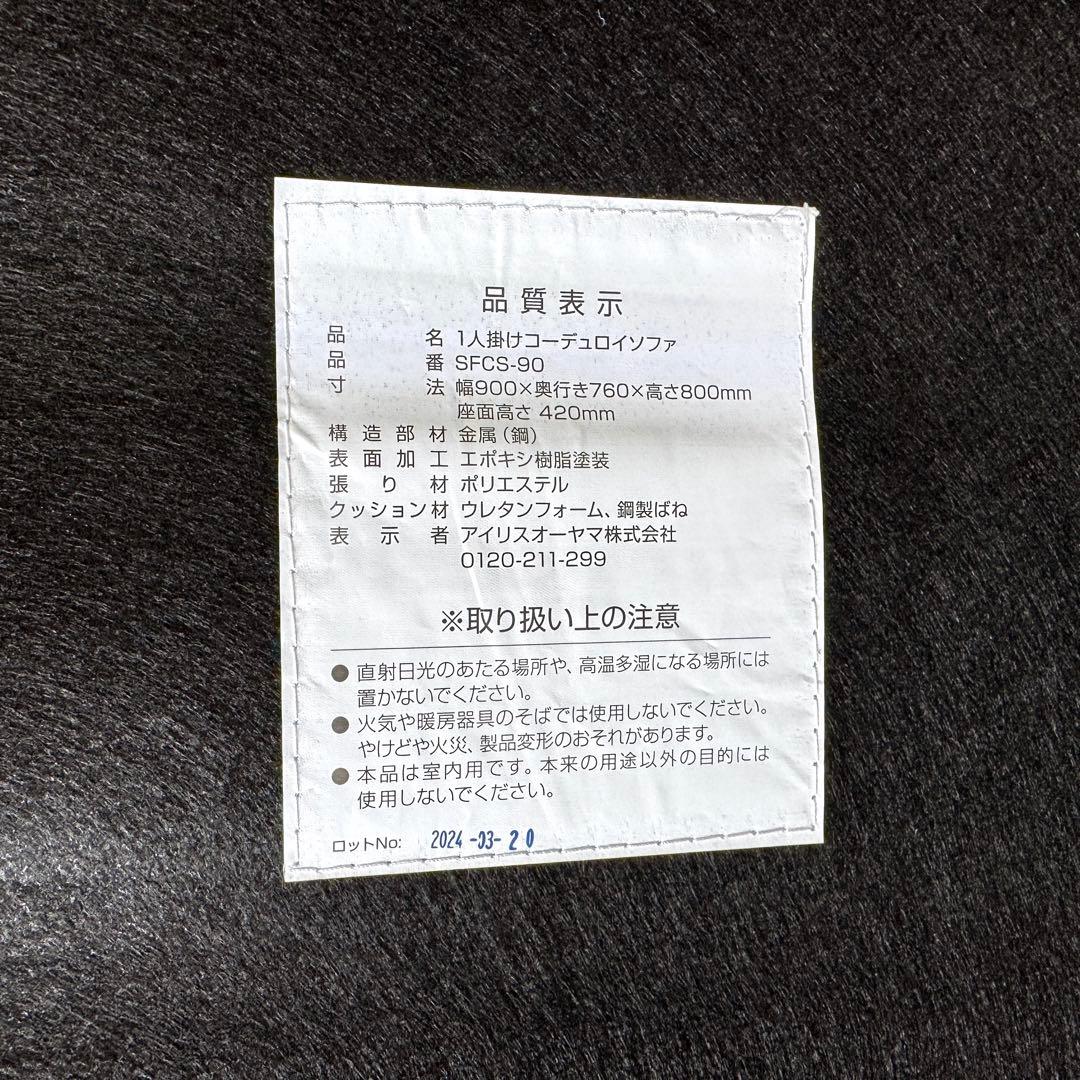 品質表示
品名 1人掛けコーデュロイソファ
品番 SFCS-90
寸法 幅900×奥行き760×高さ800mm
座面高さ 420mm
構造部材 金属(鋼)
表面加工 エポキシ樹脂塗装
張り材 ポリエステル
クッション材 ウレタンフォーム、鋼製ばね
表示者 アイリスオーヤマ株式会社
0120-211-299
※取り扱い上の注意
●直射日光のあたる場所や、高温多湿になる場所には
置かないでください。
●火気や暖房器具のそばでは使用しないでください。
やけどや火災、製品変形のおそれがあります。
●本品は室内用です。本来の用途以外の目的には
使用しないでください。
ロットNo: 2024-03-20